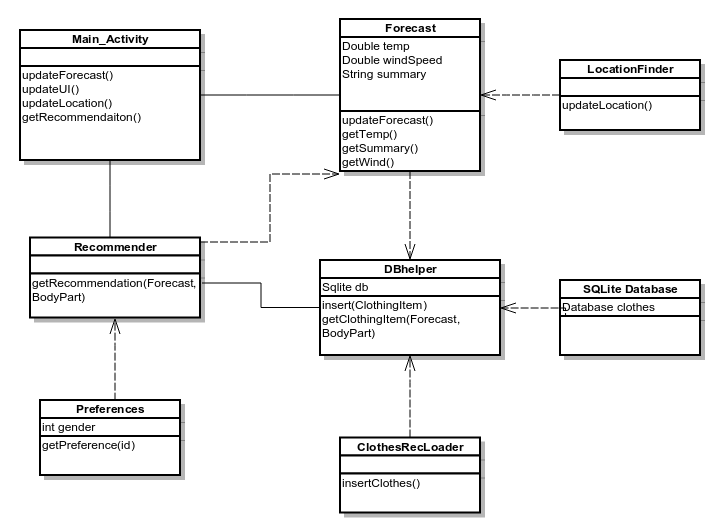 Main_Activity
updateForecast()
updateUI()
updateLocation()
getRecommendaiton()
Forecast
Double temp
Double windSpeed
String summary
updateForecast()
getTemp()
getSummary()
getWind()
LocationFinder
updateLocation()
Recommender
getRecommendation(Forecast,
BodyPart)
DBhelper
Sqlite db
insert(ClothingItem)
getClothingItem(Forecast,
BodyPart)
SQLite Database
Database clothes
Preferences
int gender
getPreference(id)
ClothesRecLoader
insertClothes()